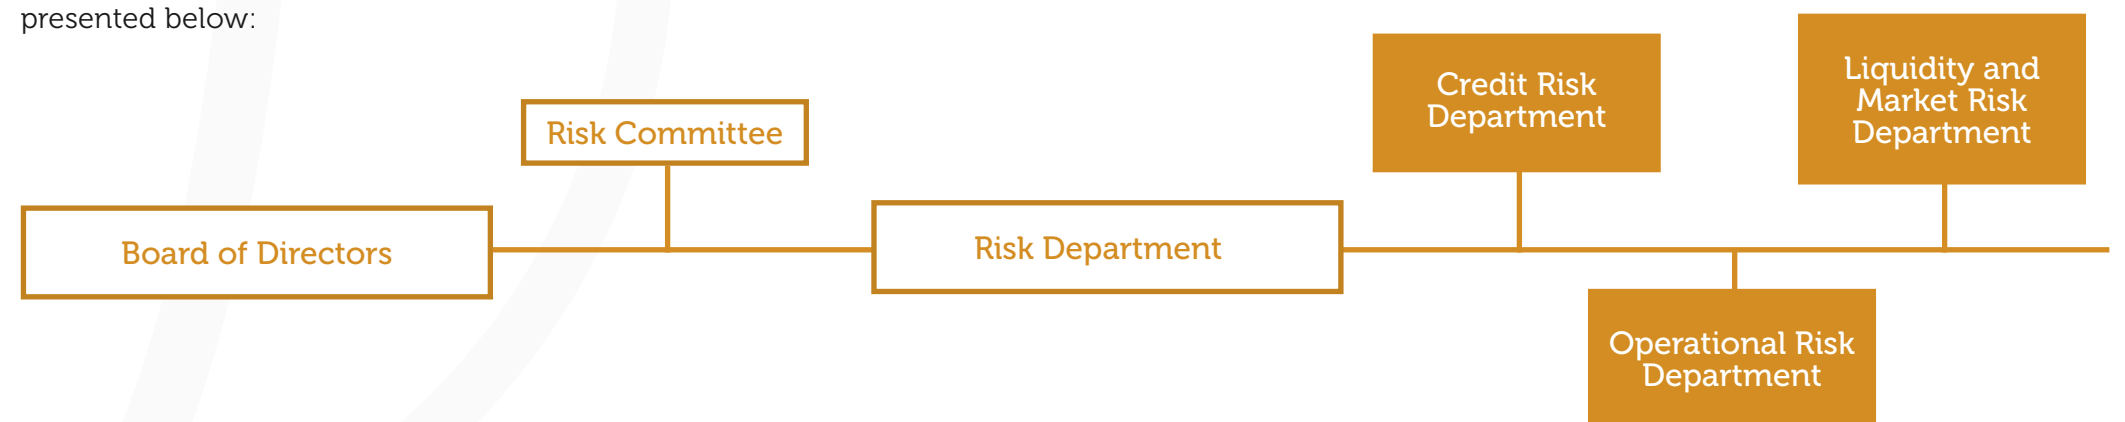 presented below:
Board of Directors
Risk Committee
Risk Department
Credit Risk
Department
Operational Risk
Department
Liquidity and
Market Risk
Department